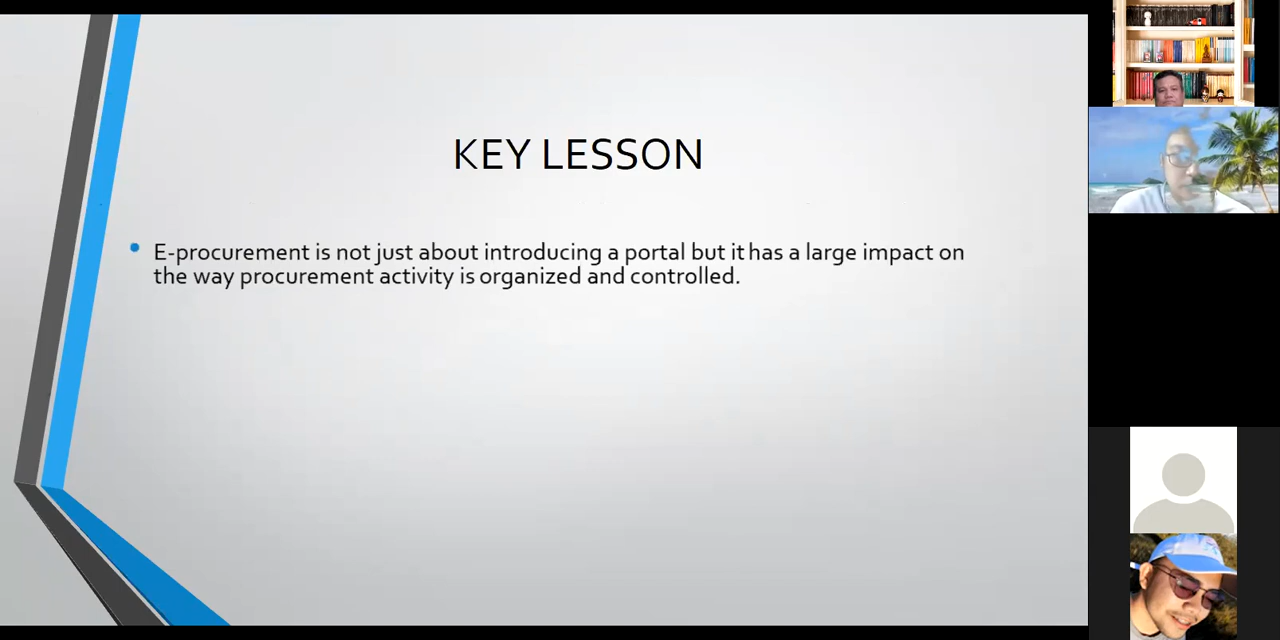 KEY LESSON
E-procurement is not just about introducing a portal but it has a large impact on
the way procurement activity is organized and controlled.